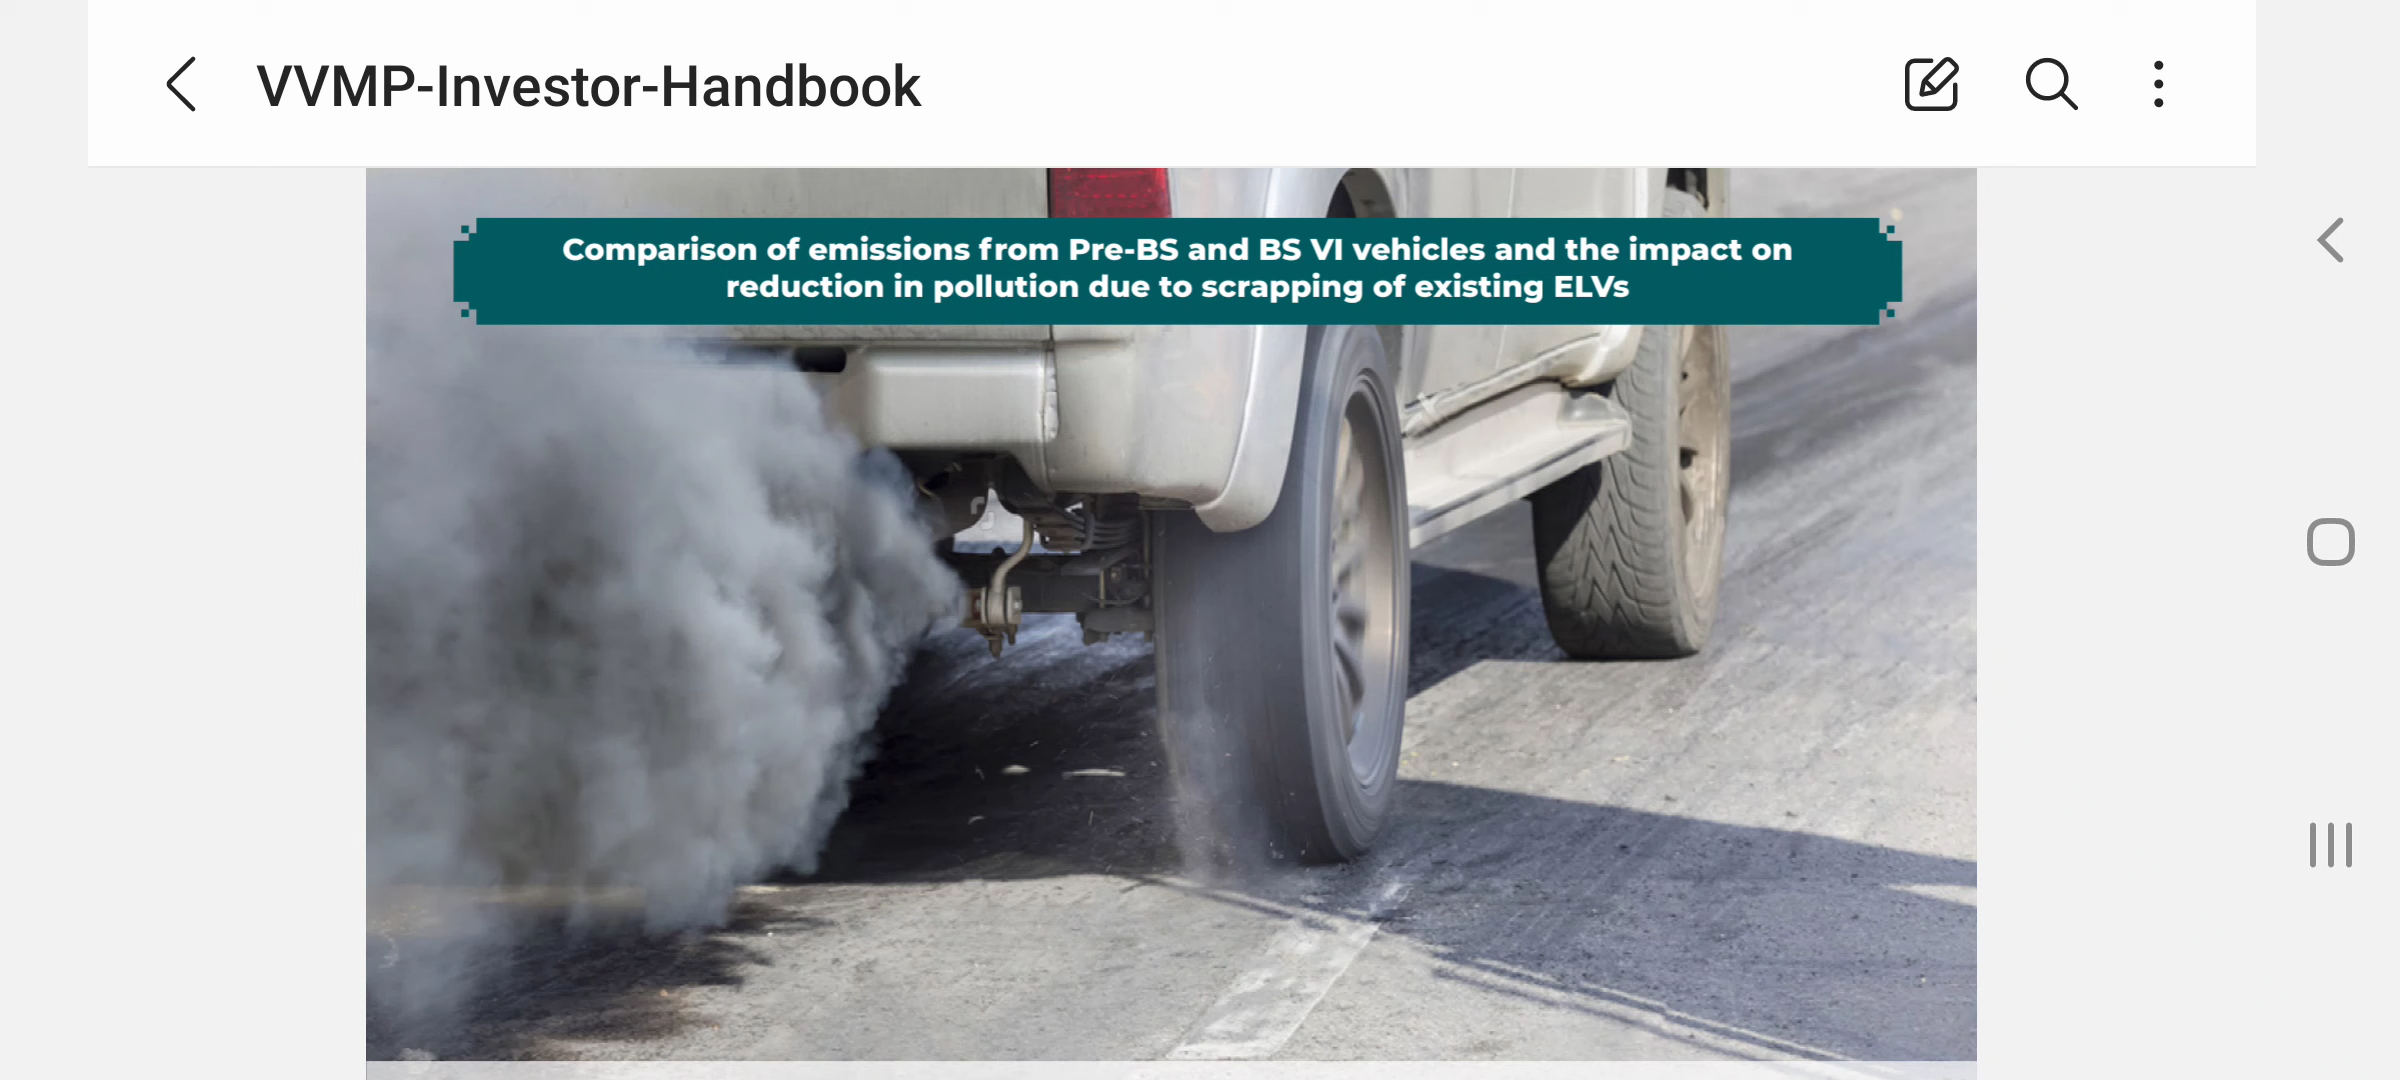 VVMP-Investor-Handbook
Comparison of emissions from Pre-BS and BS VI vehicles and the impact on
reduction in pollution due to scrapping of existing ELVs